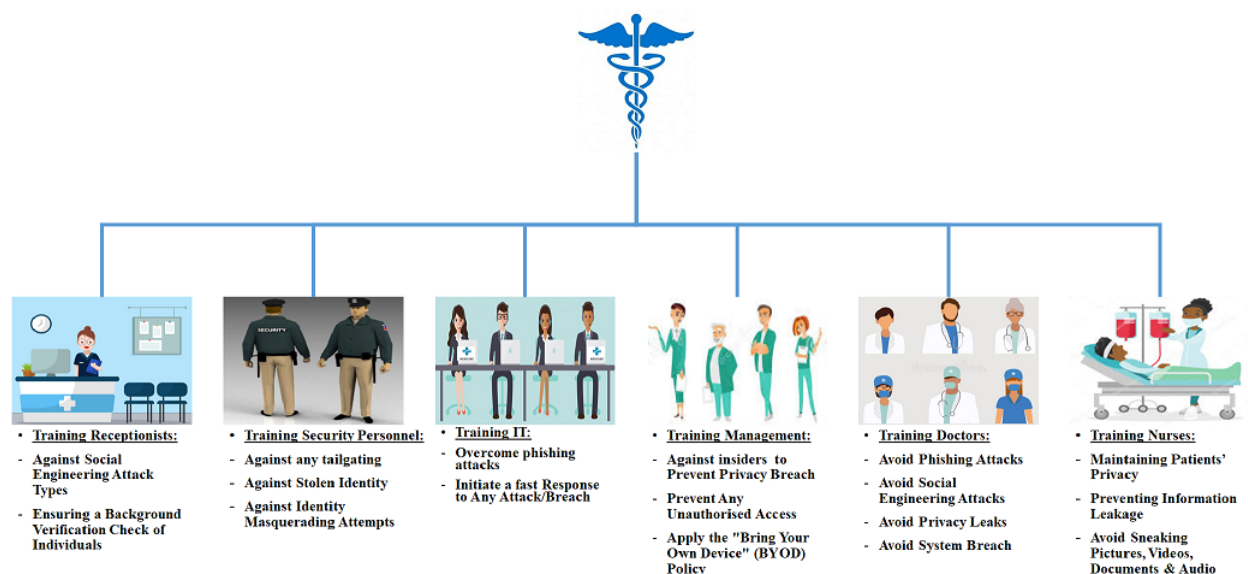 SECURITY
• Training Receptionists:
- Against Social
Engineering Attack
Types
- Ensuring a Background
Verification Check of
Individuals
• Training Security Personnel:
- Against any tailgating
- Against Stolen Identity
- Against Identity
Masquerading Attempts
• Training IT:
- Overcome phishing
attacks
- Initiate a fast Response
to Any Attack/Breach
• Training Management:
- Against insiders to
Prevent Privacy Breach
- Prevent Any
Unauthorised Access
- Apply the "Bring Your
Own Device" (BYOD)
Policy
• Training Doctors:
- Avoid Phishing Attacks
- Avoid Social
Engineering Attacks
- Avoid Privacy Leaks
- Avoid System Breach
• Training Nurses:
- Maintaining Patients’
Privacy
- Preventing Information
Leakage
- Avoid Sneaking
Pictures, Videos,
Documents & Audio